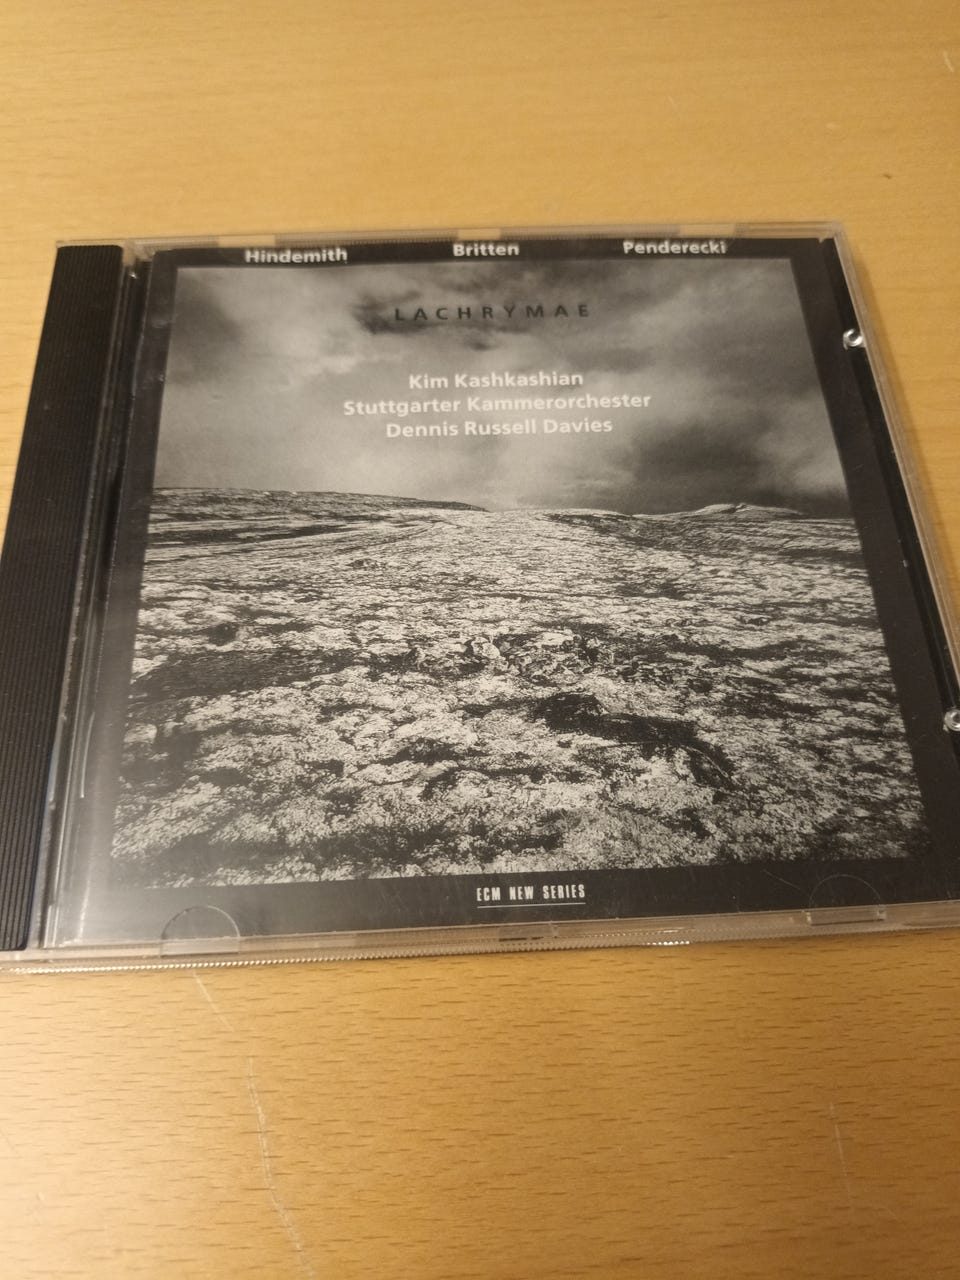 Hindemith Britten Penderecki
LACHRYMAE
Kim Kashkashian
Stuttgarter Kammerorchester
Dennis Russell Davies
ECM NEW SERIES